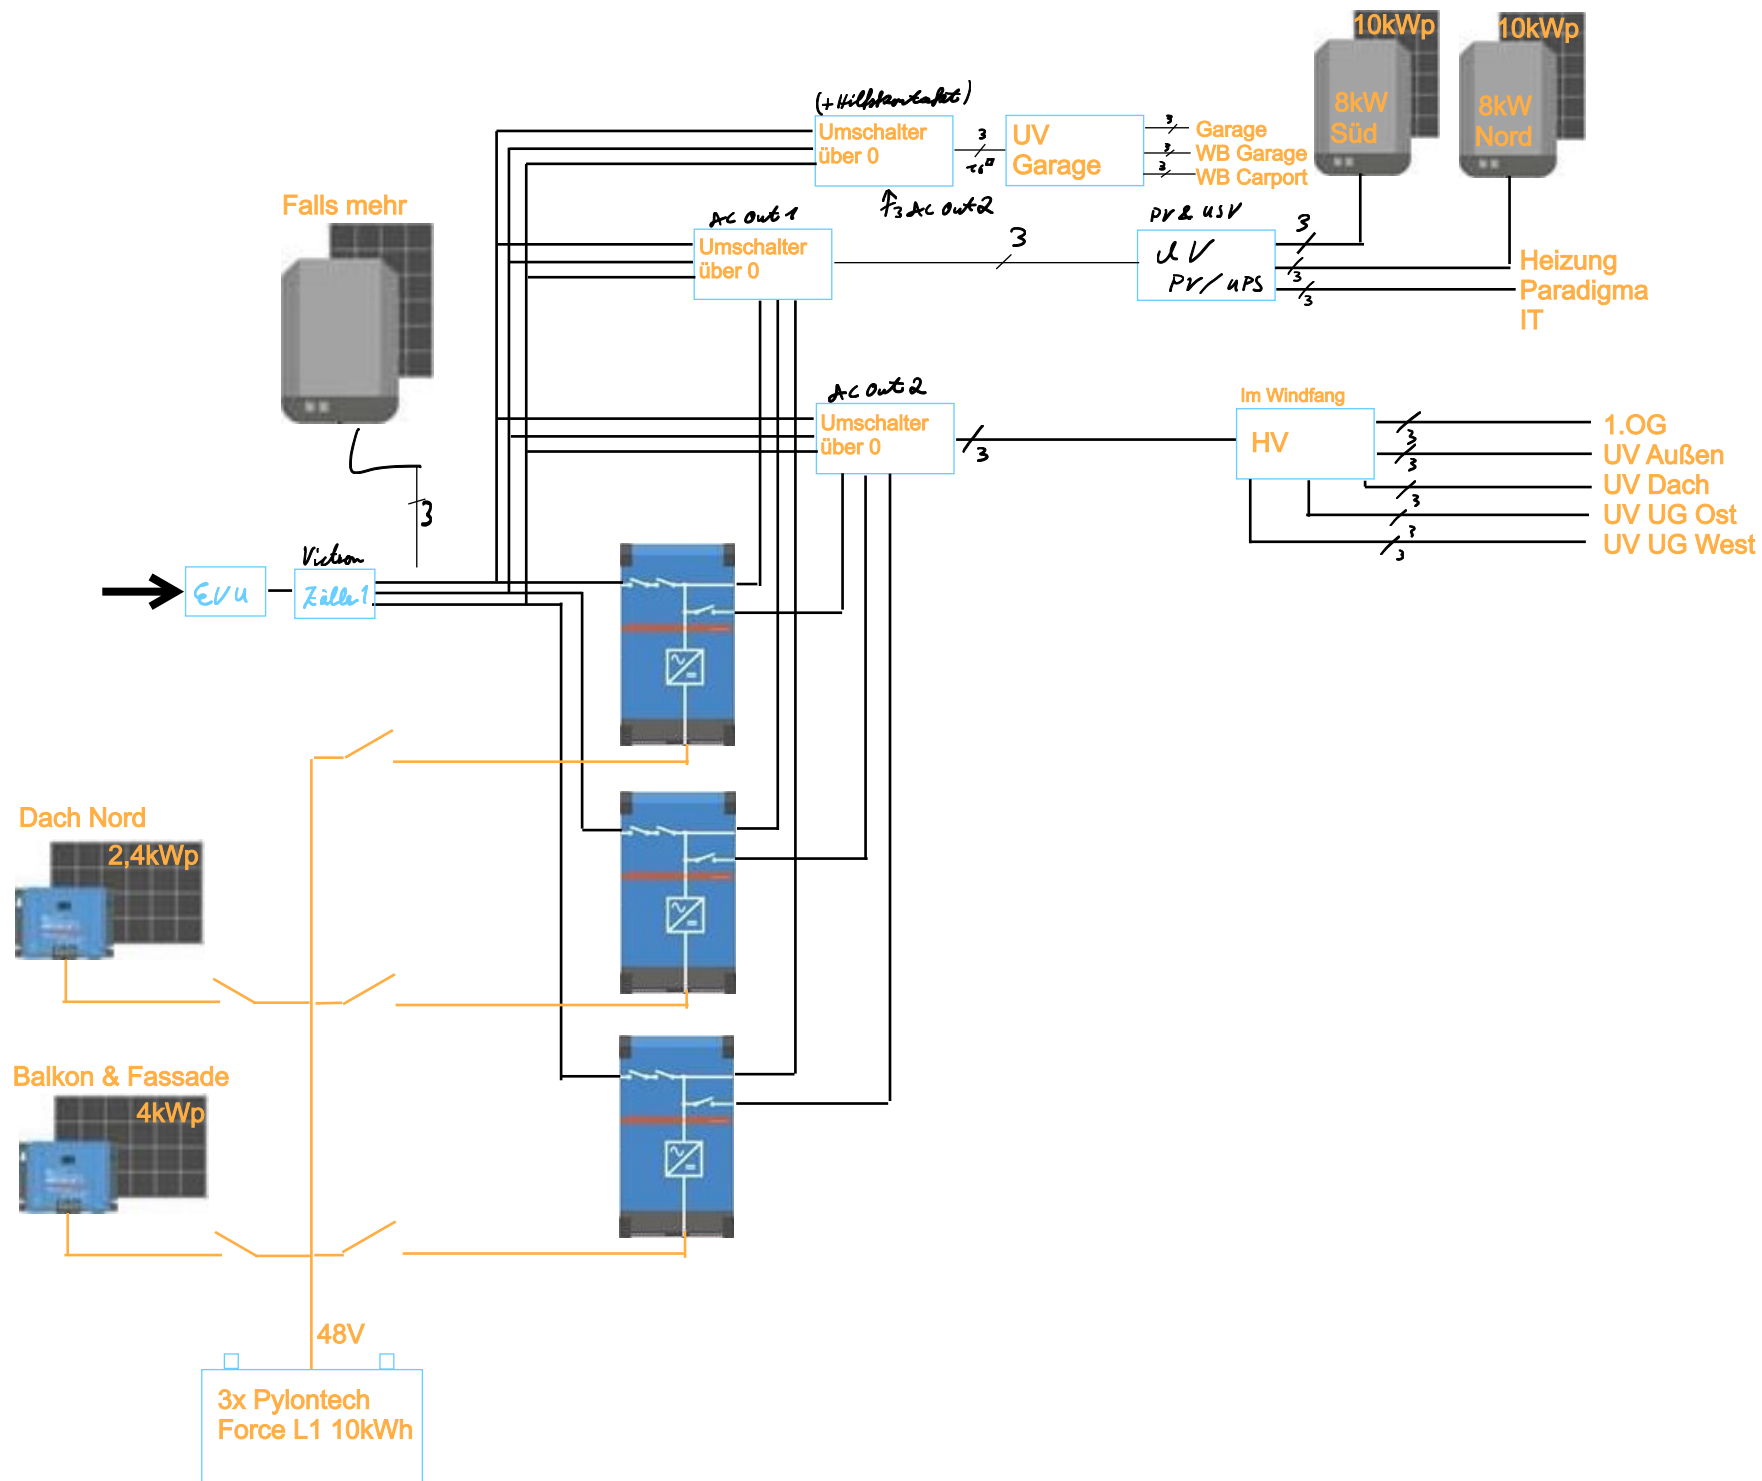 10kWp
10kWp
8kW
Süd
8kW
Nord
(+Hilfskontakt)
Umschalter
über 0
3
16□
UV
Garage
3
3
3
Garage
WB Garage
WB Carport
3 AC Out 2
Falls mehr
AC Out 1
Umschalter
über 0
3
PV & USV
UV
PV/UPS
3
3
3
Heizung
Paradigma
IT
AC Out 2
Umschalter
über 0
3
Im Windfang
HV
3
3
3
3
3
3
1.OG
UV Außen
UV Dach
UV UG Ost
UV UG West
3
EVU
Victron
Zähler 1
Dach Nord
2,4kWp
Balkon & Fassade
4kWp
48V
3x Pylontech
Force L1 10kWh